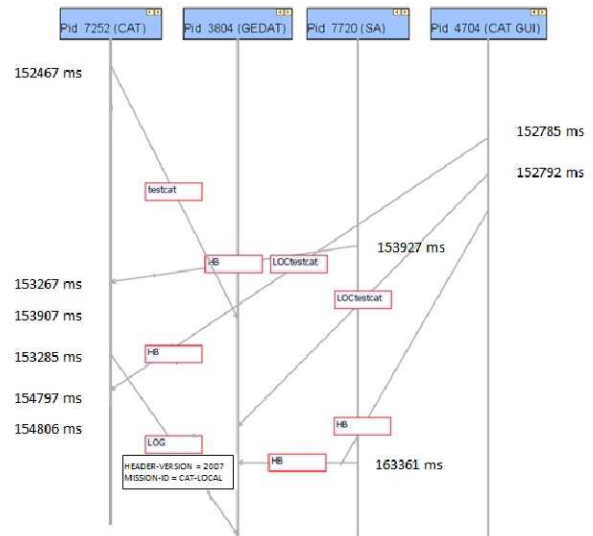 Pid 7252 (CAT)
Pid 3804 (GEDAT)
Pid 7720 (SA)
Pid 4704 (CAT GUI)
152467 ms
152785 ms
152792 ms
testcat
153927 ms
HB
LOCtestcat
153267 ms
LOCtestcat
153907 ms
HB
153285 ms
154797 ms
HB
154806 ms
LOG
HB
163361 ms
HEADER-VERSION = 2007
MISSION-ID = CAT-LOCAL